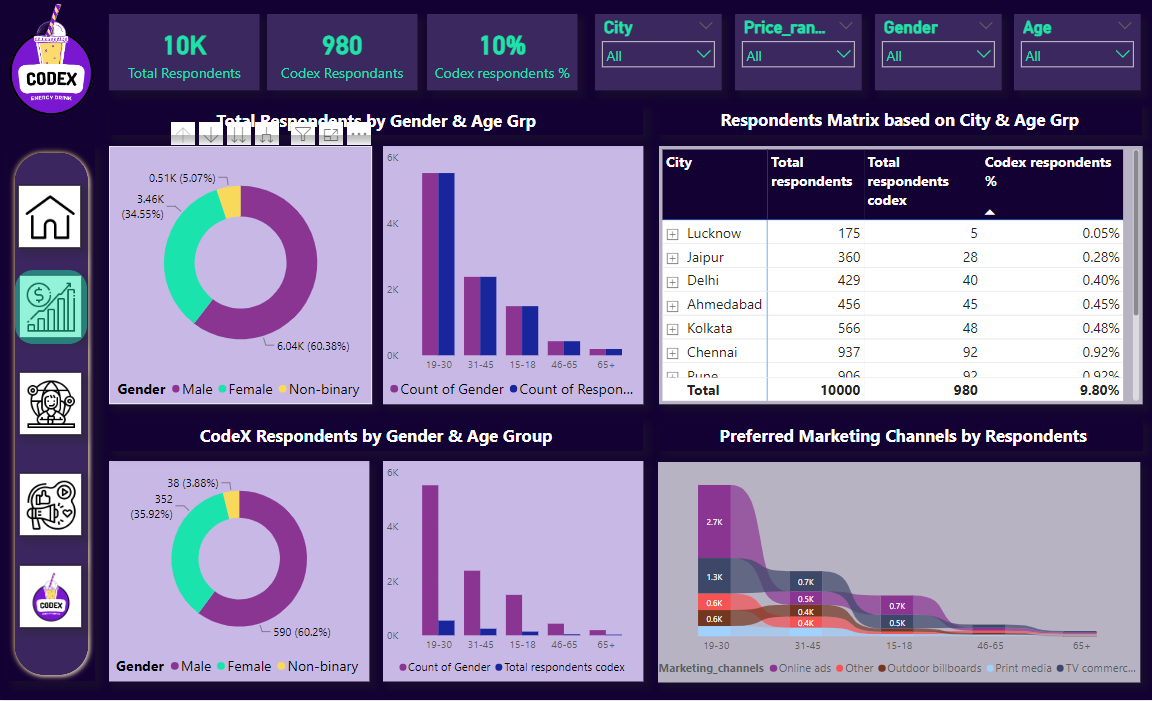 CODEX
ENERGY DRINK
10K
Total Respondents
980
Codex Respondants
10%
Codex respondents %
City
All
Price_ran...
All
Gender
All
Age
All
Total Respondents by Gender & Age Grp
0.51K (5.07%)
3.46K
(34.55%)
6.04K (60.38%)
Gender Male Female Non-binary
6K
4K
2K
0K
19-30 31-45 15-18 46-65 65+
Count of Gender Count of Respon...
Respondents Matrix based on City & Age Grp
City Total respondents Total respondents codex Codex respondents %
Lucknow 175 5 0.05%
Jaipur 360 28 0.28%
Delhi 429 40 0.40%
Ahmedabad 456 45 0.45%
Kolkata 566 48 0.48%
Chennai 937 92 0.92%
Pune 906 92 0.92%
Total 10000 980 9.80%
CodeX Respondents by Gender & Age Group
38 (3.88%)
352
(35.92%)
590 (60.2%)
Gender Male Female Non-binary
6K
4K
2K
0K
19-30 31-45 15-18 46-65 65+
Count of Gender Total respondents codex
Preferred Marketing Channels by Respondents
2.7K
1.3K
0.6K
0.6K
0.7K
0.5K
0.4K
0.4K
0.7K
0.5K
19-30 31-45 15-18 46-65 65+
Marketing_channels Online ads Other Outdoor billboards Print media TV commerc...
CODEX